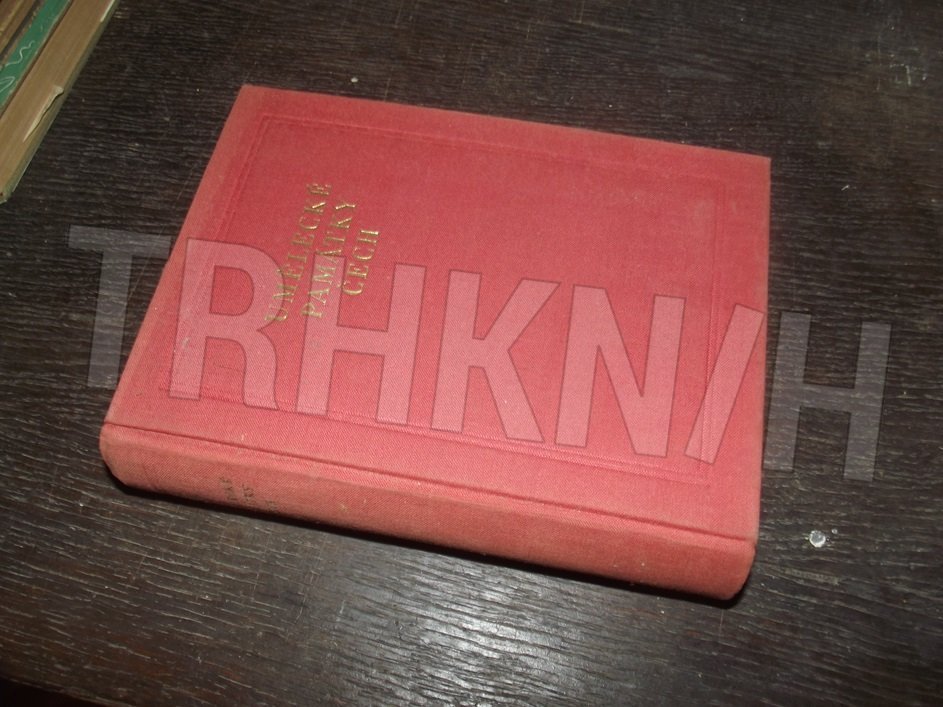 UMĚLECKÉ
PAMÁTKY
ČECH
TRHKNIH